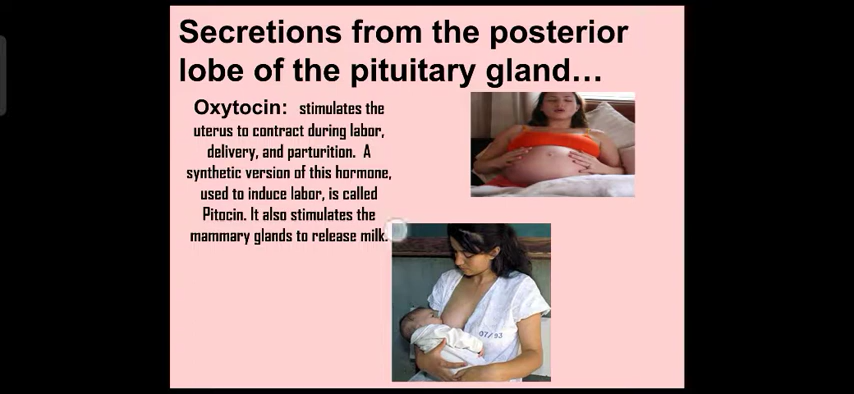 Secretions from the posterior
lobe of the pituitary gland…
Oxytocin: stimulates the
uterus to contract during labor,
delivery, and parturition. A
synthetic version of this hormone,
used to induce labor, is called
Pitocin. It also stimulates the
mammary glands to release milk.
07/93